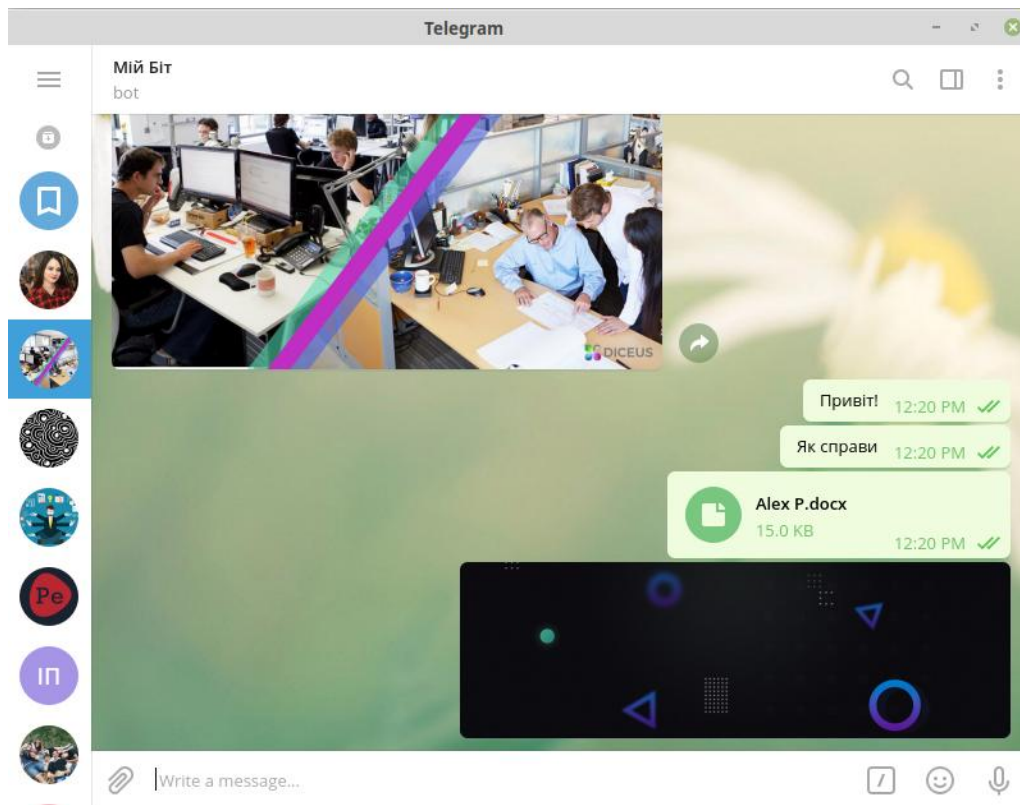 Telegram
Мій Біт
bot
DICEUS
Привіт! 12:20 PM
Як справи 12:20 PM
Alex P.docx
15.0 KB
12:20 PM
Pe
ІП
Write a message...